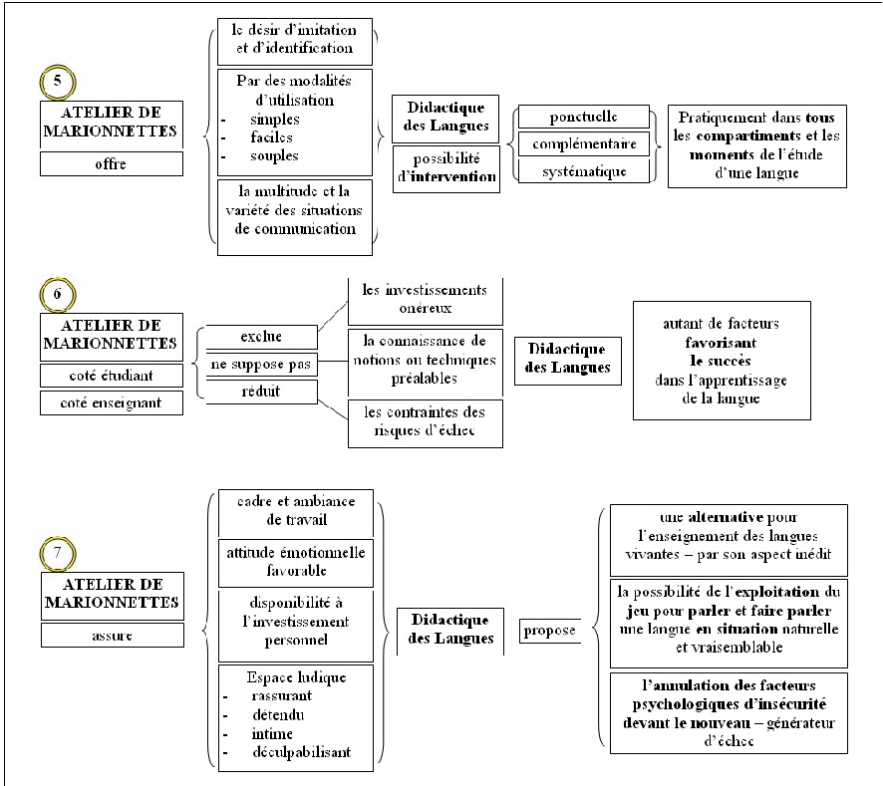 5
ATELIER DE
MARIONNETTES
offre
le désir d'imitation
et d'identification
Par des modalités
d'utilisation
- simples
- faciles
- souples
la multitude et la
variété des situations
de communication
Didactique
des Langues
possibilité
d'intervention
ponctuelle
complémentaire
systématique
Pratiquement dans tous
les compartiments et les
moments de l'étude
d'une langue
6
ATELIER DE
MARIONNETTES
coté étudiant
coté enseignant
exclue
ne suppose pas
réduit
les investissements
onéreux
la connaissance de
notions ou techniques
préalables
les contraintes des
risques d'échec
Didactique
des Langues
autant de facteurs
favorisant
le succès
dans l'apprentissage
de la langue
7
ATELIER DE
MARIONNETTES
assure
cadre et ambiance
de travail
attitude émotionnelle
favorable
disponibilité à
l'investissement
personnel
Espace ludique
- rassurant
- détendu
- intime
- déculpabilisant
Didactique
des Langues
propose
une alternative pour
l'enseignement des langues
vivantes – par son aspect inédit
la possibilité de l'exploitation du
jeu pour parler et faire parler
une langue en situation naturelle
et vraisemblable
l'annulation des facteurs
psychologiques d'insécurité
devant le nouveau – générateur
d'échec